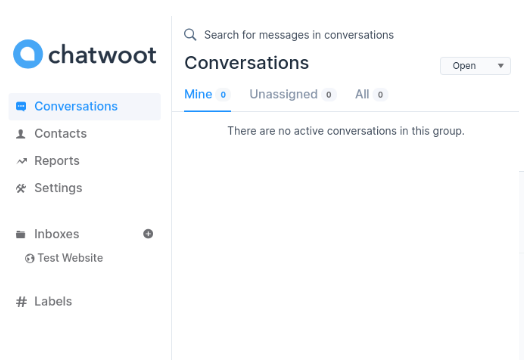 chatwoot
Conversations
Contacts
Reports
Settings
Inboxes
Test Website
Labels
Search for messages in conversations
Conversations
Open
Mine 0 Unassigned 0 All 0
There are no active conversations in this group.